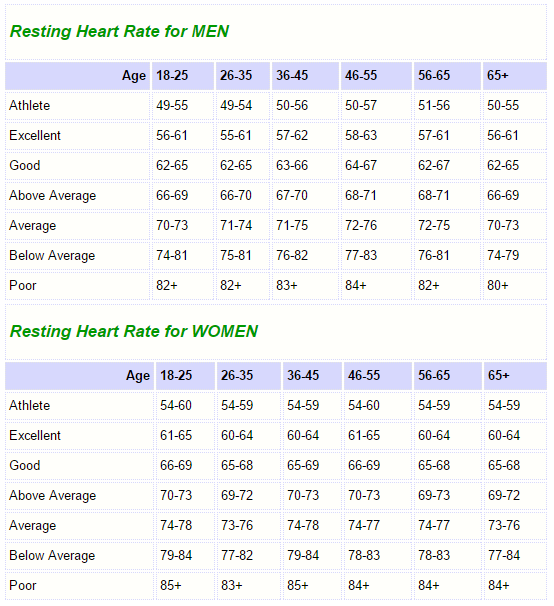 Resting Heart Rate for MEN
Age 18-25 26-35 36-45 46-55 56-65 65+
Athlete 49-55 49-54 50-56 50-57 51-56 50-55
Excellent 56-61 55-61 57-62 58-63 57-61 56-61
Good 62-65 62-65 63-66 64-67 62-67 62-65
Above Average 66-69 66-70 67-70 68-71 68-71 66-69
Average 70-73 71-74 71-75 72-76 72-75 70-73
Below Average 74-81 75-81 76-82 77-83 76-81 74-79
Poor 82+ 82+ 83+ 84+ 82+ 80+
Resting Heart Rate for WOMEN
Age 18-25 26-35 36-45 46-55 56-65 65+
Athlete 54-60 54-59 54-59 54-60 54-59 54-59
Excellent 61-65 60-64 60-64 61-65 60-64 60-64
Good 66-69 65-68 65-69 66-69 65-68 65-68
Above Average 70-73 69-72 70-73 70-73 69-73 69-72
Average 74-78 73-76 74-78 74-77 74-77 73-76
Below Average 79-84 77-82 79-84 78-83 78-83 77-84
Poor 85+ 83+ 85+ 84+ 84+ 84+